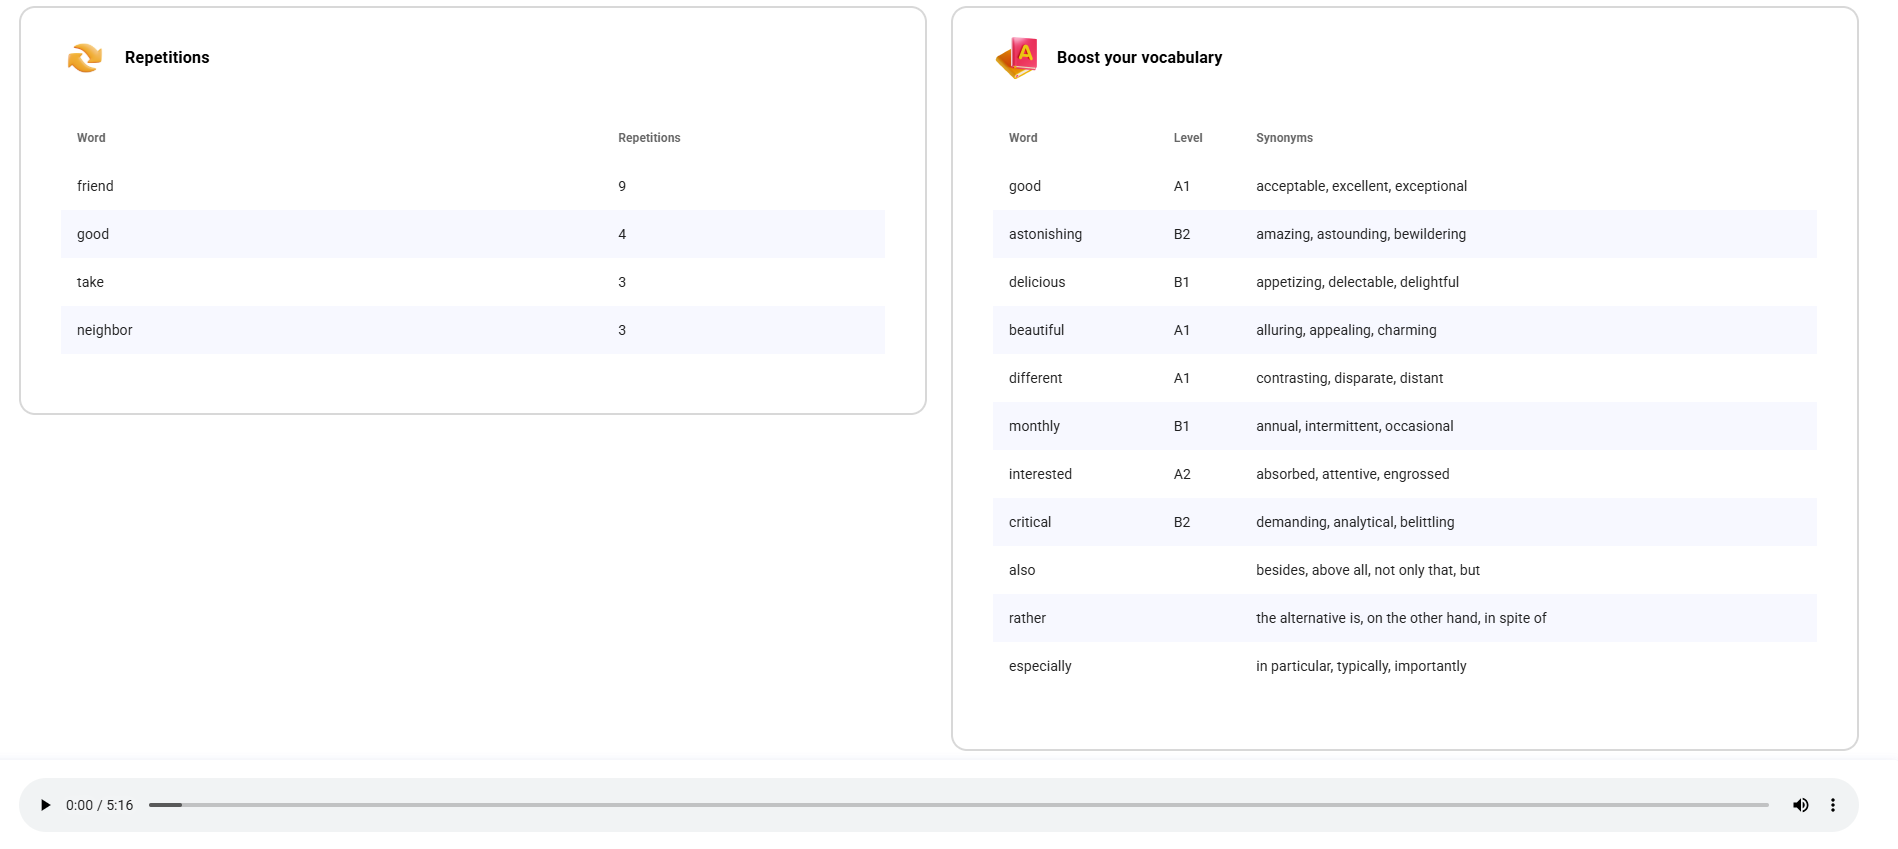 Repetitions
Word Repetitions
friend 9
good 4
take 3
neighbor 3
A Boost your vocabulary
Word Level Synonyms
good A1 acceptable, excellent, exceptional
astonishing B2 amazing, astounding, bewildering
delicious B1 appetizing, delectable, delightful
beautiful A1 alluring, appealing, charming
different A1 contrasting, disparate, distant
monthly B1 annual, intermittent, occasional
interested A2 absorbed, attentive, engrossed
critical B2 demanding, analytical, belittling
also besides, above all, not only that, but
rather the alternative is, on the other hand, in spite of
especially in particular, typically, importantly
0:00 / 5:16